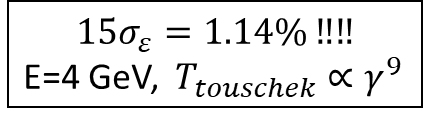 15σ_ε = 1.14% !!!!
E=4 GeV, T_touschek ∝ γ^9